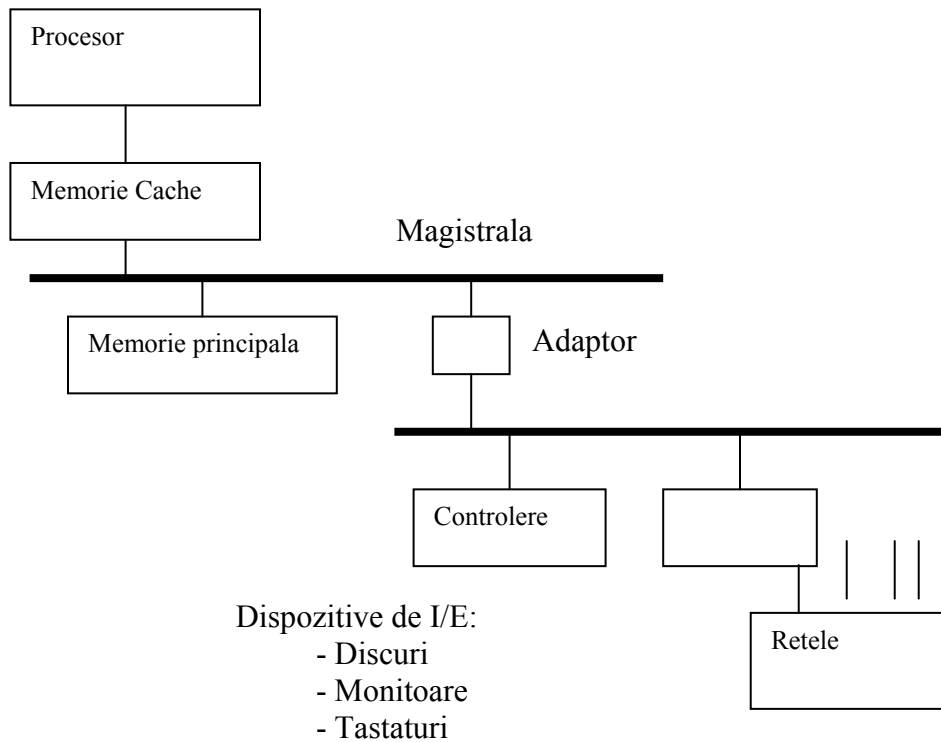 Procesor
Memorie Cache
Magistrala
Memorie principala
Adaptor
Controlere
Dispozitive de I/E:
- Discuri
- Monitoare
- Tastaturi
Retele